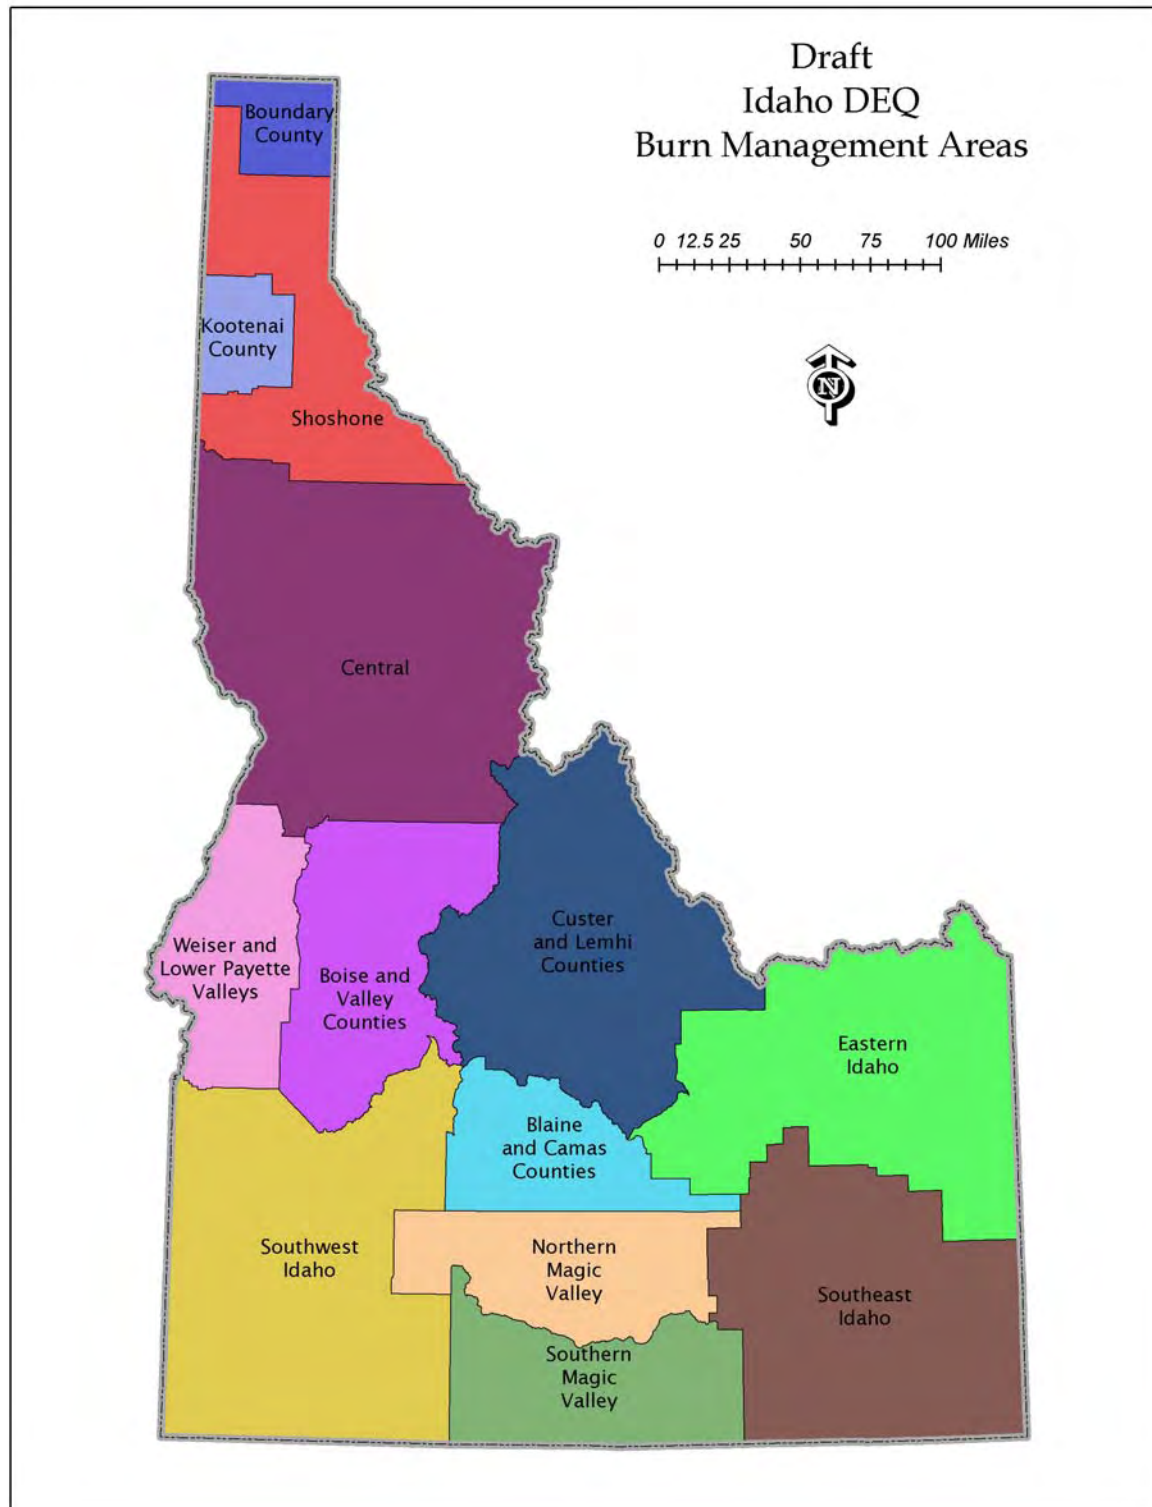 Draft
Idaho DEQ
Burn Management Areas
0 12.5 25 50 75 100 Miles
N
Boundary
County
Kootenai
County
Shoshone
Central
Custer
and Lemhi
Counties
Weiser and
Lower Payette
Valleys
Boise and
Valley
Counties
Eastern
Idaho
Blaine
and Camas
Counties
Southwest
Idaho
Northern
Magic
Valley
Southeast
Idaho
Southern
Magic
Valley